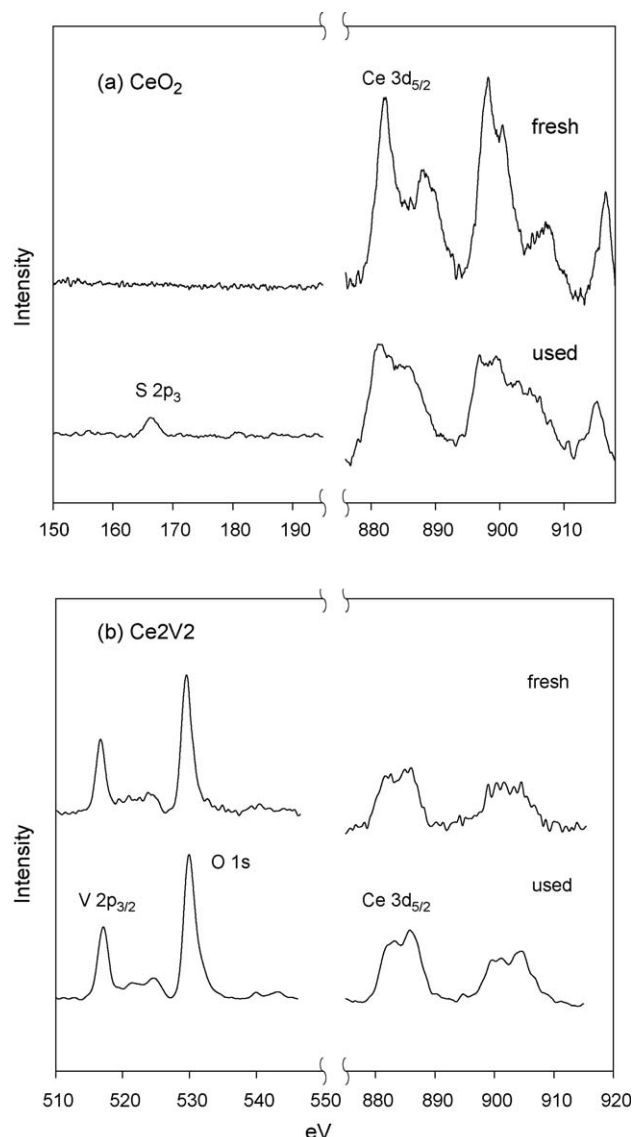 (a) CeO2
Ce 3d5/2
fresh
Intensity
used
S 2p3
150 160 170 180 190 880 890 900 910
(b) Ce2V2
fresh
Intensity
O 1s
V 2p3/2
Ce 3d5/2
used
510 520 530 540 550 880 890 900 910 920
eV